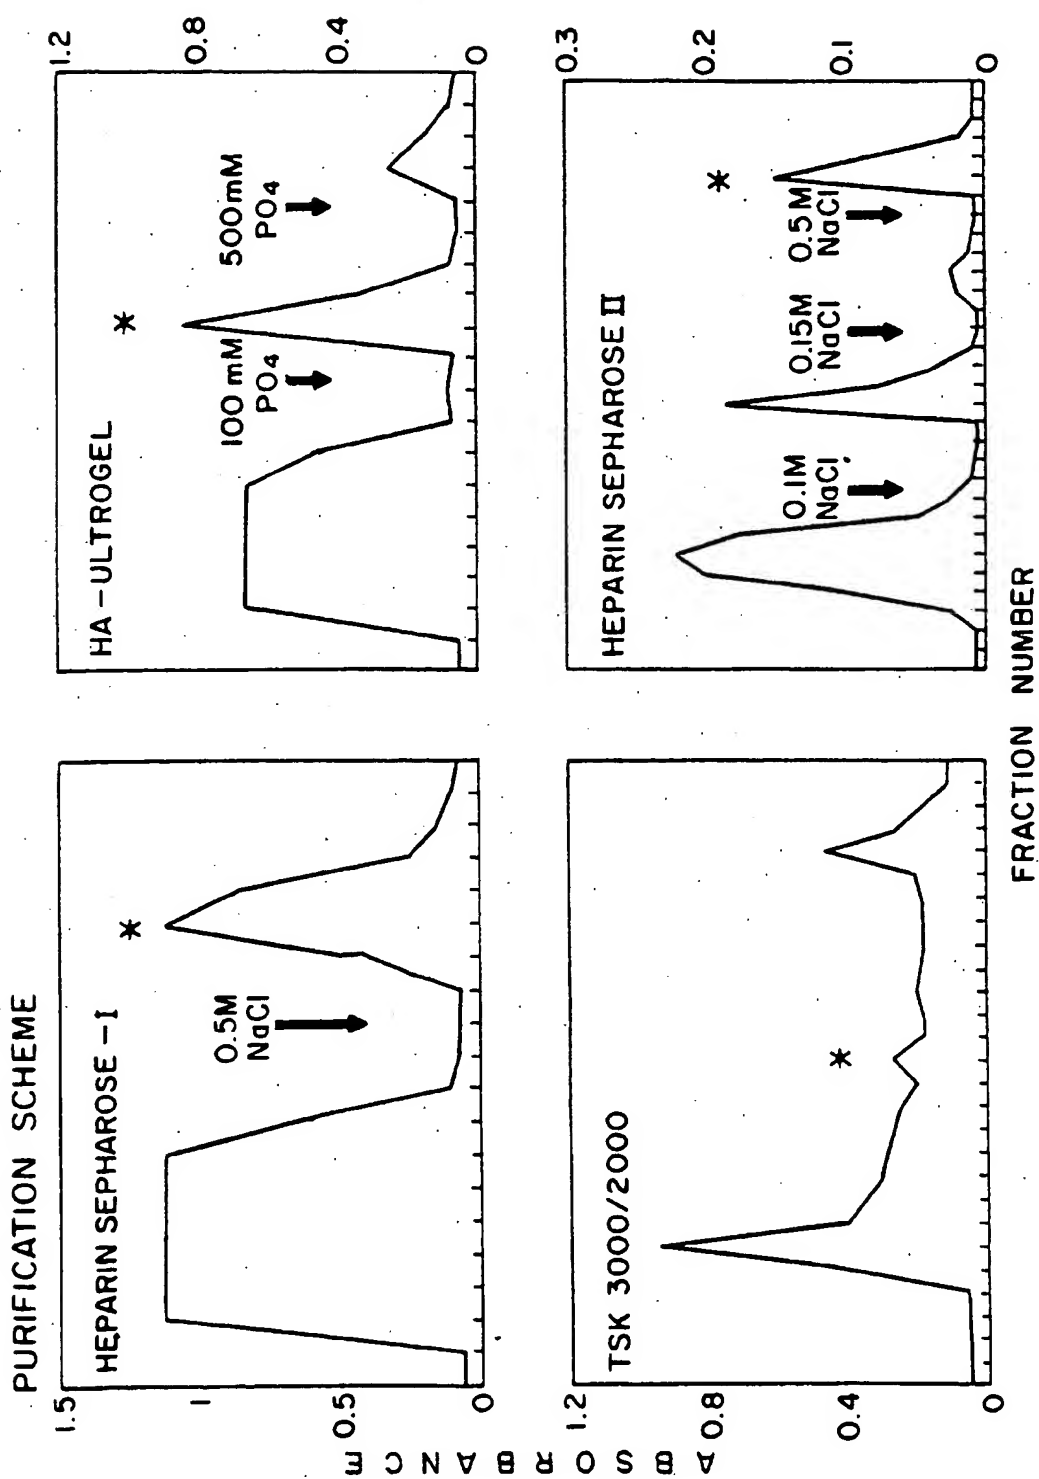 PURIFICATION SCHEME
HEPARIN SEPHAROSE-I
0.5M
NaCl
*
1.5
1
0.5
0
HA-ULTROGEL
100 mM
PO4
*
500mM
PO4
1.2
0.8
0.4
0
TSK 3000/2000
*
1.2
0.8
0.4
0
HEPARIN SEPHAROSE II
0.1M
NaCl
0.15M
NaCl
0.5M
NaCl
*
0.3
0.2
0.1
0
ABSORBANCE
FRACTION NUMBER